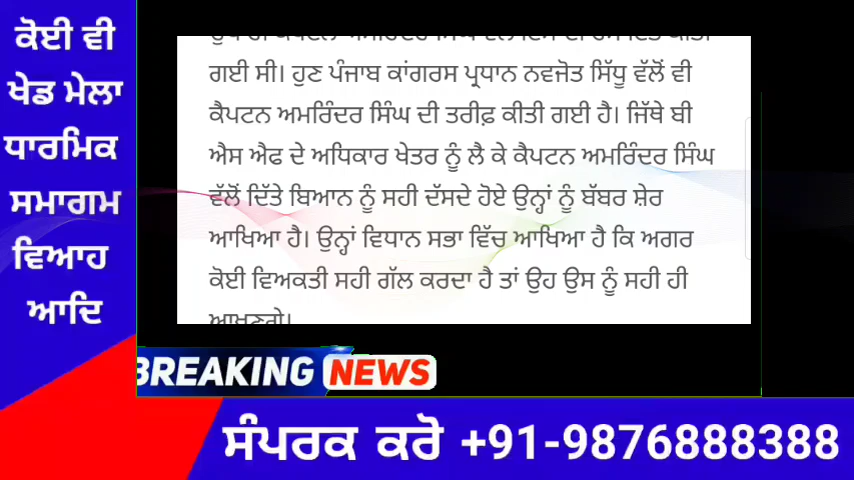 ਕੋਈ ਵੀ
ਖੇਡ ਮੇਲਾ
ਧਾਰਮਿਕ
ਸਮਾਗਮ
ਵਿਆਹ
ਆਦਿ
ਗਈ ਸੀ। ਹੁਣ ਪੰਜਾਬ ਕਾਂਗਰਸ ਪ੍ਰਧਾਨ ਨਵਜੋਤ ਸਿੱਧੂ ਵੱਲੋਂ ਵੀ
ਕੈਪਟਨ ਅਮਰਿੰਦਰ ਸਿੰਘ ਦੀ ਤਰੀਫ਼ ਕੀਤੀ ਗਈ ਹੈ। ਜਿੱਥੇ ਬੀ
ਐਸ ਐਫ ਦੇ ਅਧਿਕਾਰ ਖੇਤਰ ਨੂੰ ਲੈ ਕੇ ਕੈਪਟਨ ਅਮਰਿੰਦਰ ਸਿੰਘ
ਵੱਲੋਂ ਦਿੱਤੇ ਬਿਆਨ ਨੂੰ ਸਹੀ ਦੱਸਦੇ ਹੋਏ ਉਨ੍ਹਾਂ ਨੂੰ ਬੱਬਰ ਸ਼ੇਰ
ਆਖਿਆ ਹੈ। ਉਨ੍ਹਾਂ ਵਿਧਾਨ ਸਭਾ ਵਿੱਚ ਆਖਿਆ ਹੈ ਕਿ ਅਗਰ
ਕੋਈ ਵਿਅਕਤੀ ਸਹੀ ਗੱਲ ਕਰਦਾ ਹੈ ਤਾਂ ਉਹ ਉਸ ਨੂੰ ਸਹੀ ਹੀ
BREAKING NEWS
ਸੰਪਰਕ ਕਰੋ +91-9876888388